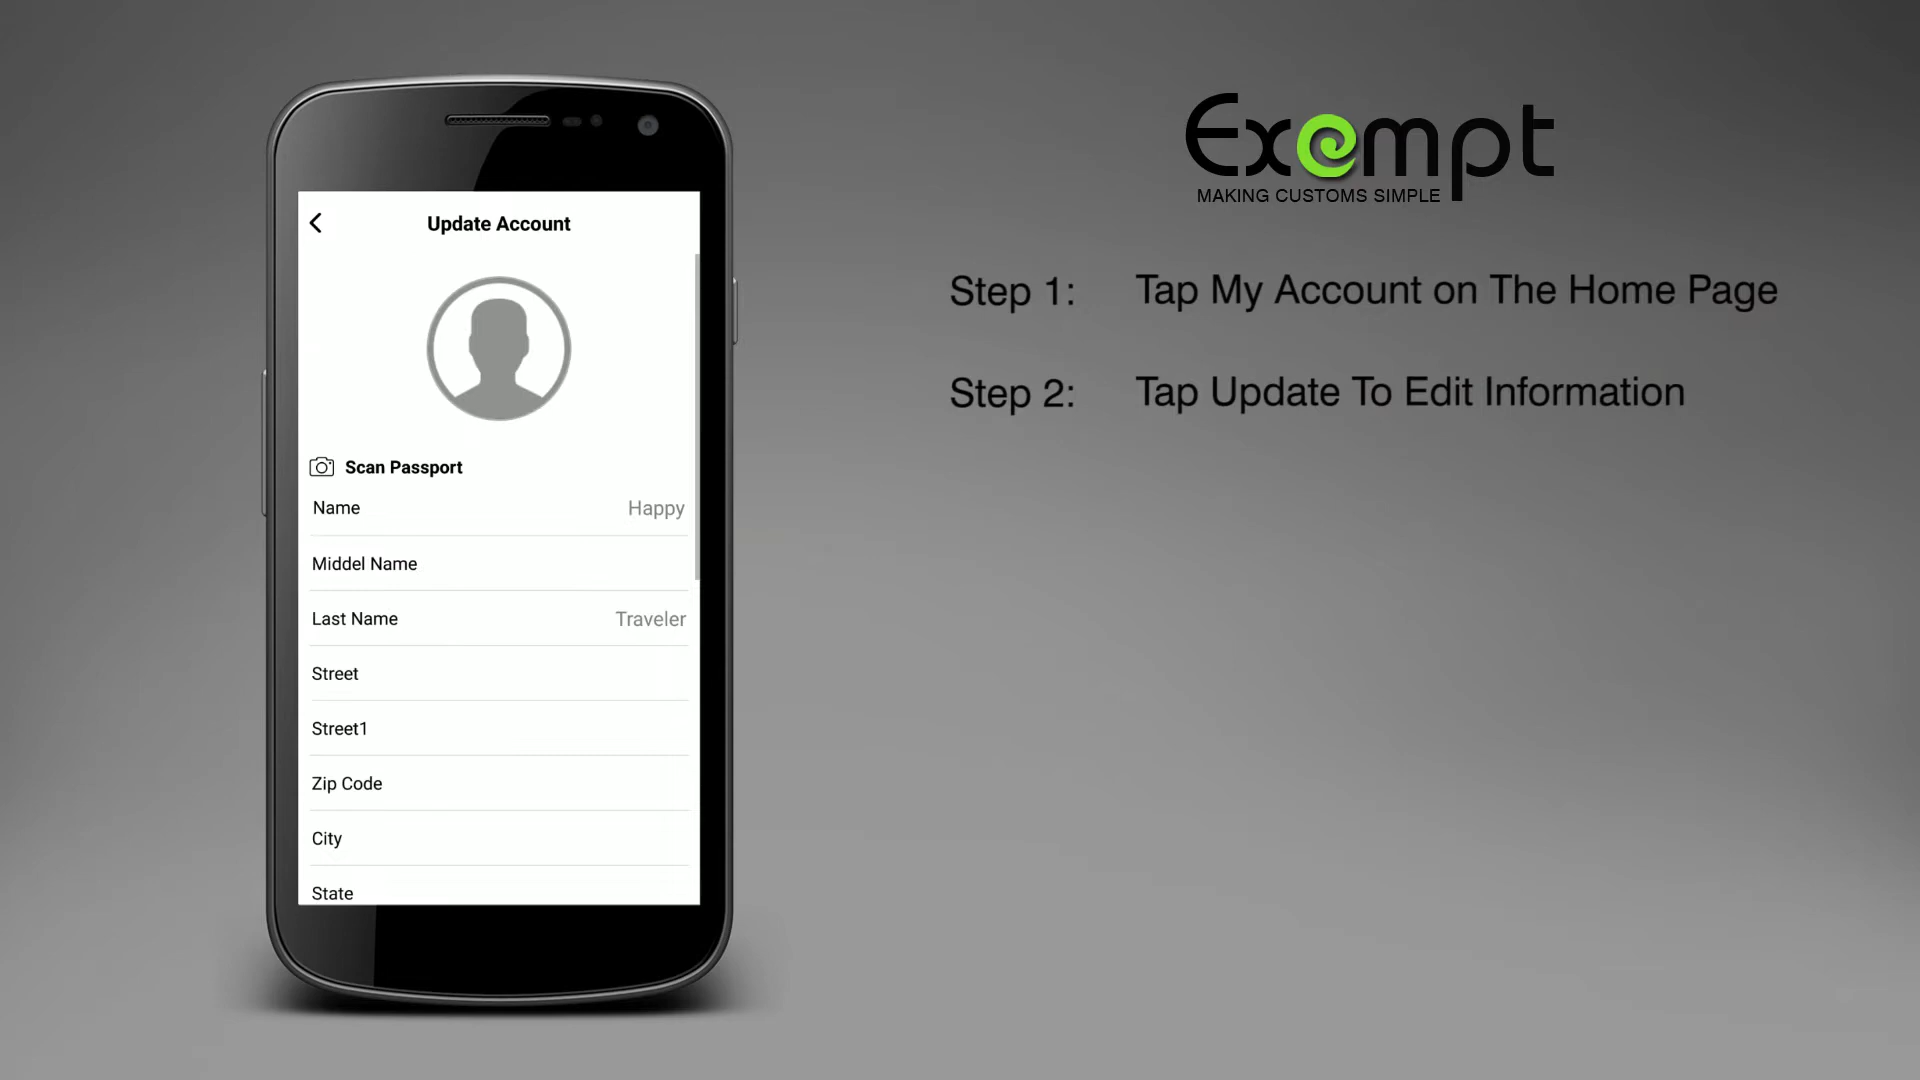 Update Account
Scan Passport
Name Happy
Middel Name
Last Name Traveler
Street
Street1
Zip Code
City
State
Exempt
MAKING CUSTOMS SIMPLE
Step 1: Tap My Account on The Home Page
Step 2: Tap Update To Edit Information